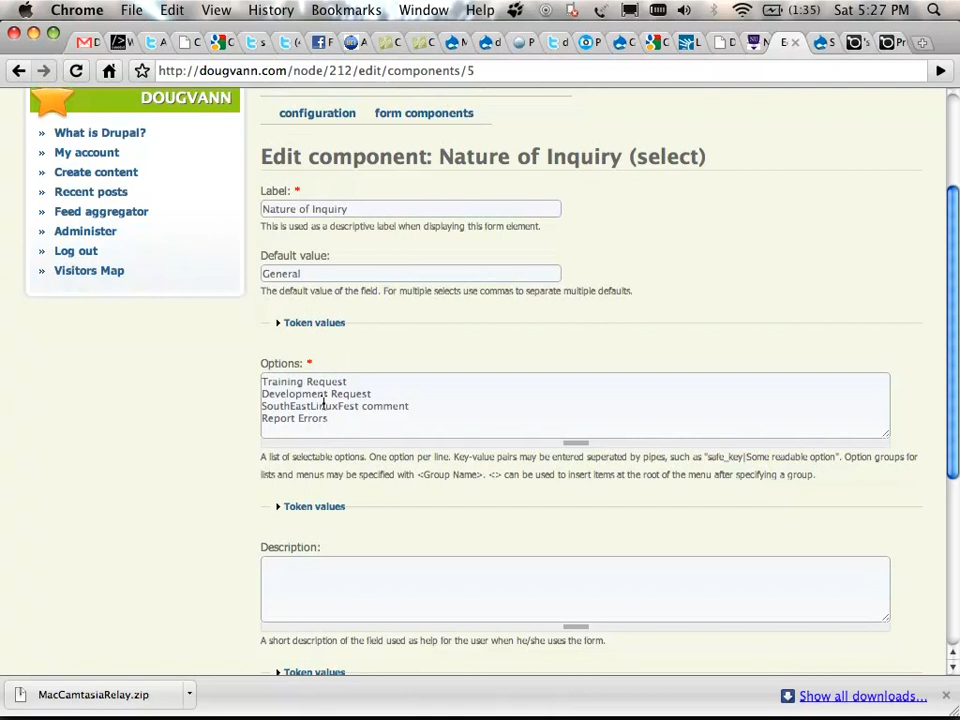 Chrome File Edit View History Bookmarks Window Help (1:35) Sat 5:27 PM
http://dougvann.com/node/212/edit/components/5
DOUGVANN
» What is Drupal?
» My account
» Create content
» Recent posts
» Feed aggregator
» Administer
» Log out
» Visitors Map
configuration form components
Edit component: Nature of Inquiry (select)
Label: *
Nature of Inquiry
This is used as a descriptive label when displaying this form element.
Default value:
General
The default value of the field. For multiple selects use commas to separate multiple defaults.
Token values
Options: *
Training Request
Development Request
SouthEastLinuxFest comment
Report Errors
A list of selectable options. One option per line. Key-value pairs may be entered seperated by pipes, such as "safe_key|Some readable option". Option groups for
lists and menus may be specified with <Group Name>. <> can be used to insert items at the root of the menu after specifying a group.
Token values
Description:
A short description of the field used as help for the user when he/she uses the form.
Token values
MacCamtasiaRelay.zip
Show all downloads...